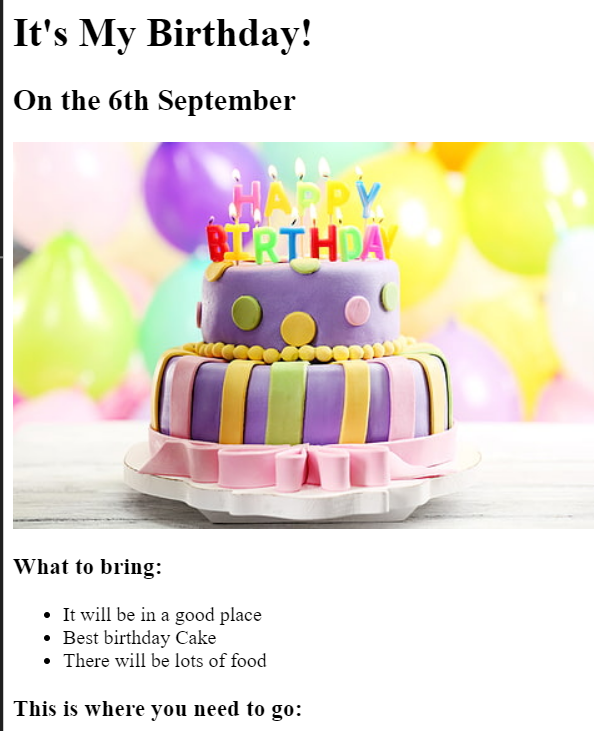 It's My Birthday!
On the 6th September
HAPPY
BIRTHDAY
What to bring:
It will be in a good place
Best birthday Cake
There will be lots of food
This is where you need to go: